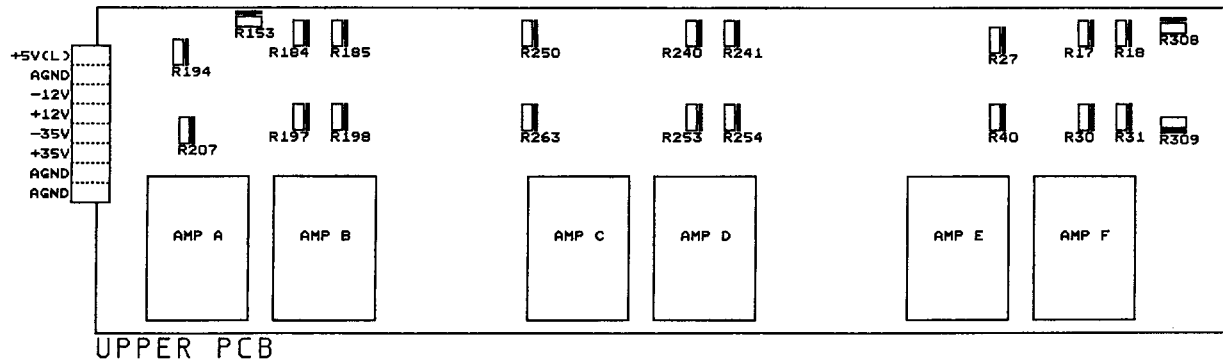 R153
R184 R185 R250 R240 R241 R27 R17 R18 R308
+5V(L)
R194
AGND
-12V
+12V
-35V
R197 R198 R263 R253 R254 R40 R30 R31 R309
R207
+35V
AGND
AGND
AMP A AMP B AMP C AMP D AMP E AMP F
UPPER PCB